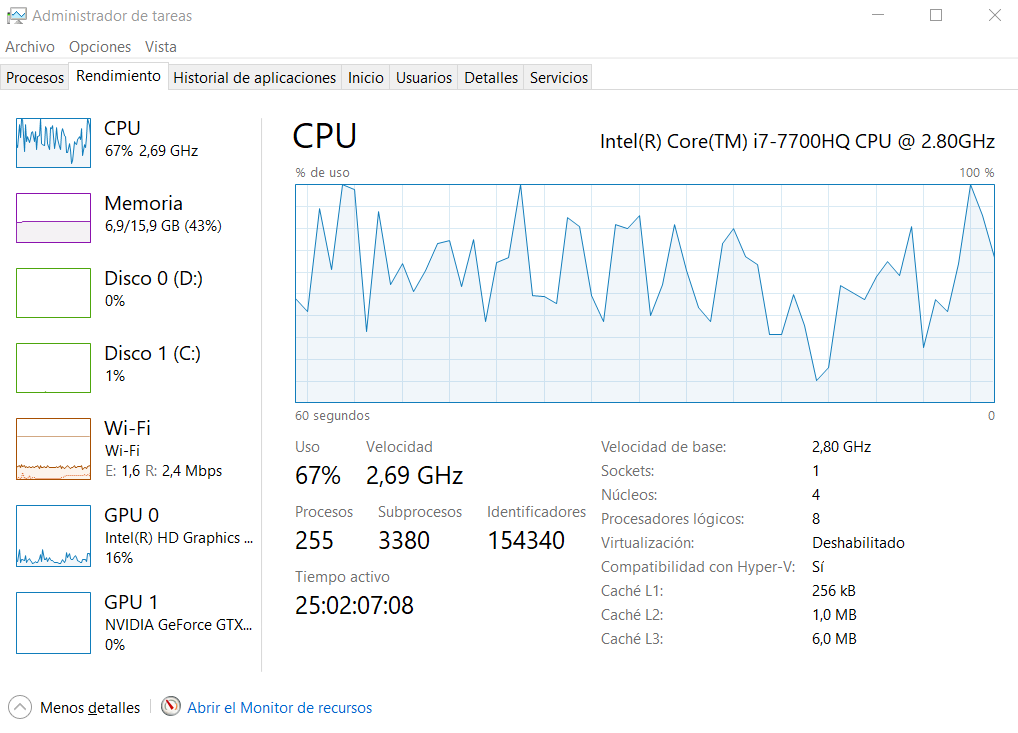 Administrador de tareas
Archivo Opciones Vista
Procesos Rendimiento Historial de aplicaciones Inicio Usuarios Detalles Servicios
CPU
67% 2,69 GHz
Memoria
6,9/15,9 GB (43%)
Disco 0 (D:)
0%
Disco 1 (C:)
1%
Wi-Fi
Wi-Fi
E: 1,6 R: 2,4 Mbps
GPU 0
Intel(R) HD Graphics ...
16%
GPU 1
NVIDIA GeForce GTX...
0%
CPU
Intel(R) Core(TM) i7-7700HQ CPU @ 2.80GHz
% de uso 100 %
60 segundos 0
Uso Velocidad
67% 2,69 GHz
Procesos Subprocesos Identificadores
255 3380 154340
Tiempo activo
25:02:07:08
Velocidad de base: 2,80 GHz
Sockets: 1
Núcleos: 4
Procesadores lógicos: 8
Virtualización: Deshabilitado
Compatibilidad con Hyper-V: Sí
Caché L1: 256 kB
Caché L2: 1,0 MB
Caché L3: 6,0 MB
Menos detalles Abrir el Monitor de recursos